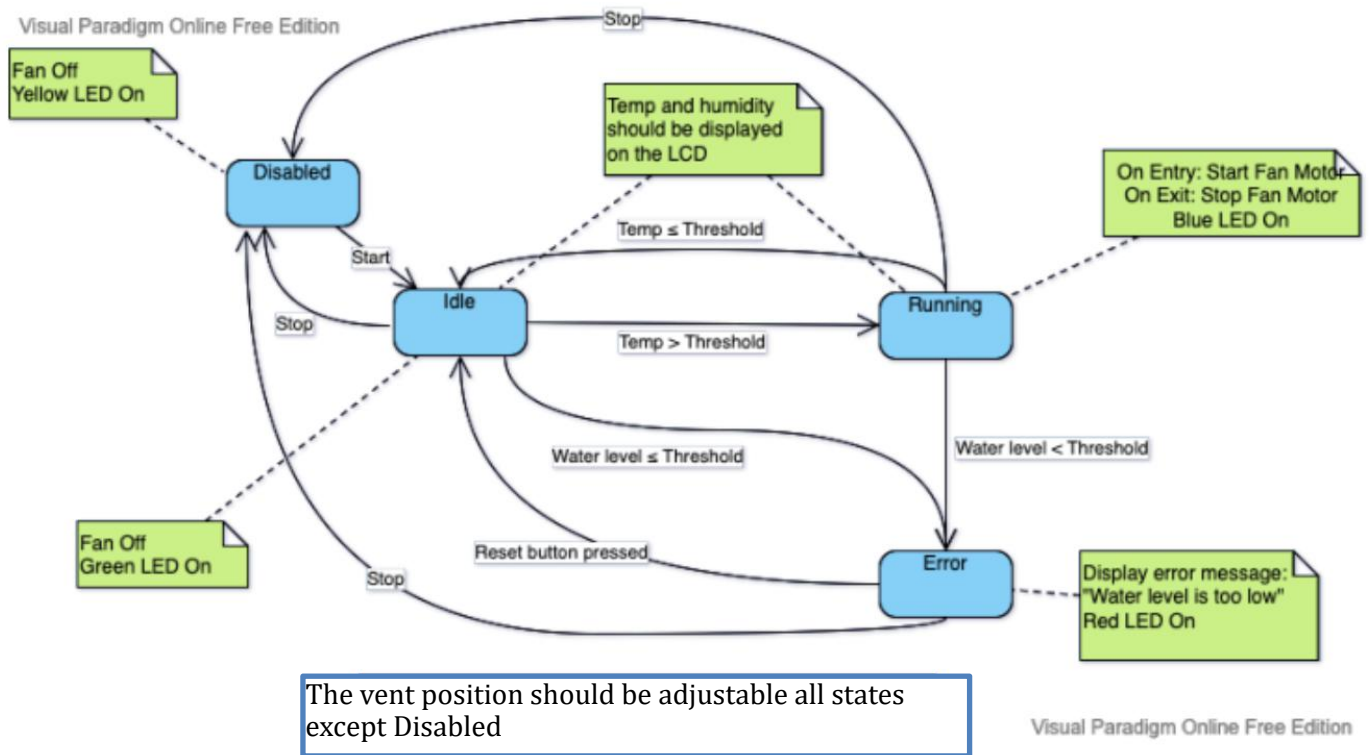 Visual Paradigm Online Free Edition
Stop
Fan Off
Yellow LED On
Temp and humidity
should be displayed
on the LCD
Disabled
On Entry: Start Fan Motor
On Exit: Stop Fan Motor
Blue LED On
Temp ≤ Threshold
Start
Idle
Running
Stop
Temp > Threshold
Water level ≤ Threshold
Water level < Threshold
Fan Off
Green LED On
Reset button pressed
Error
Stop
Display error message:
"Water level is too low"
Red LED On
The vent position should be adjustable all states
except Disabled
Visual Paradigm Online Free Edition